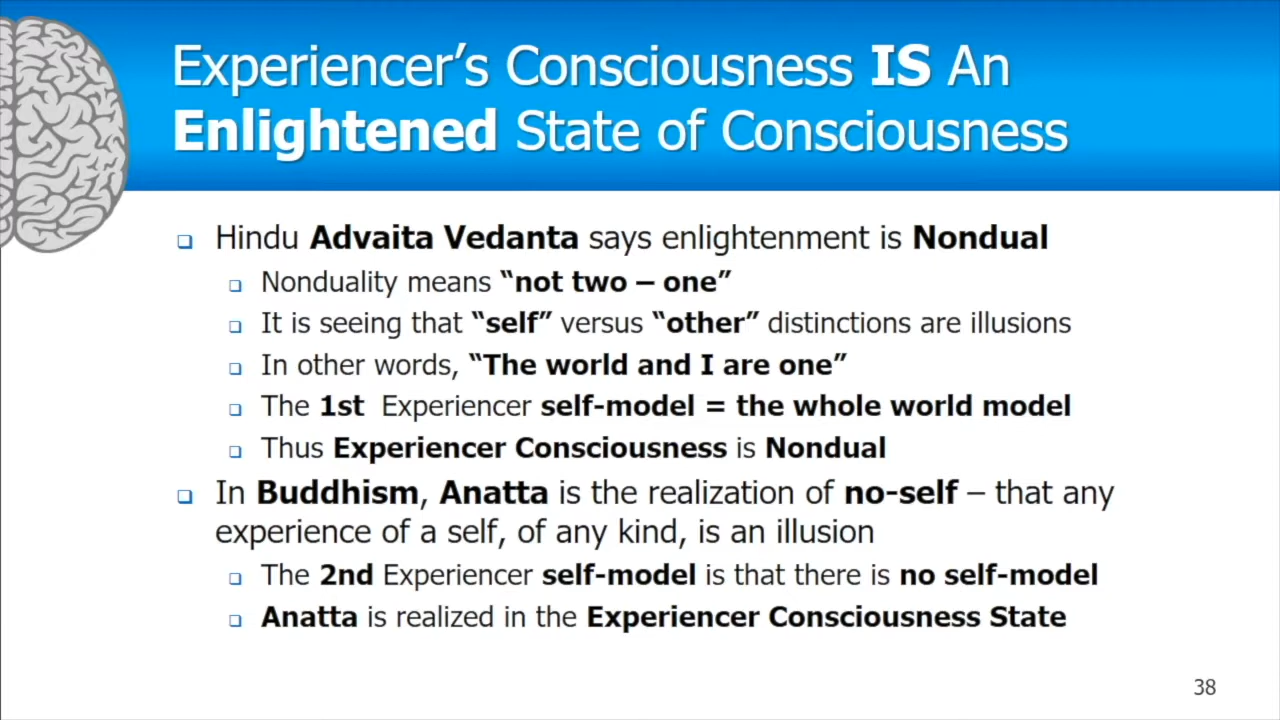 Experiencer's Consciousness IS An
Enlightened State of Consciousness
Hindu Advaita Vedanta says enlightenment is Nondual
Nonduality means “not two – one”
It is seeing that “self” versus “other” distinctions are illusions
In other words, “The world and I are one”
The 1st Experiencer self-model = the whole world model
Thus Experiencer Consciousness is Nondual
In Buddhism, Anatta is the realization of no-self – that any
experience of a self, of any kind, is an illusion
The 2nd Experiencer self-model is that there is no self-model
Anatta is realized in the Experiencer Consciousness State
38